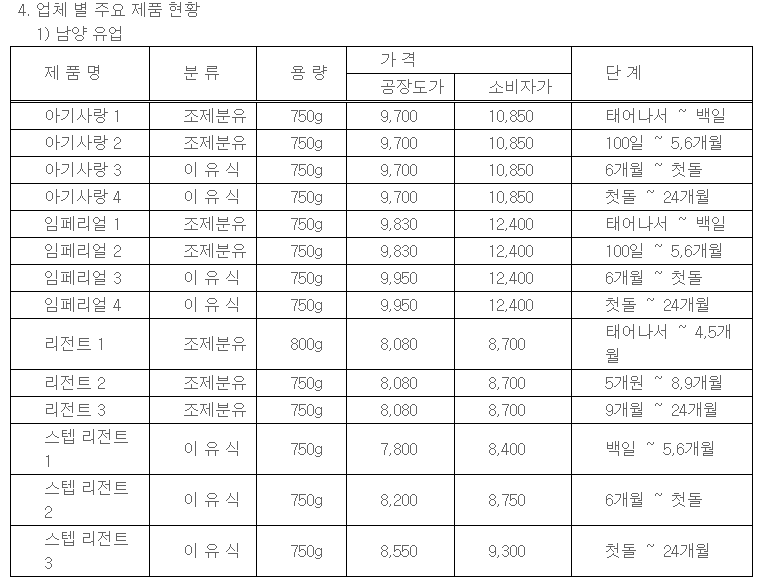 4. 업체 별 주요 제품 현황
1) 남양 유업
제 품 명 분 류 용 량 가 격 단 계
공장도가 소비자가
아기사랑 1 조제분유 750g 9,700 10,850 태어나서 ~ 백일
아기사랑 2 조제분유 750g 9,700 10,850 100일 ~ 5,6개월
아기사랑 3 이 유 식 750g 9,700 10,850 6개월 ~ 첫돌
아기사랑 4 이 유 식 750g 9,700 10,850 첫돌 ~ 24개월
임페리얼 1 조제분유 750g 9,830 12,400 태어나서 ~ 백일
임페리얼 2 조제분유 750g 9,830 12,400 100일 ~ 5,6개월
임페리얼 3 이 유 식 750g 9,950 12,400 6개월 ~ 첫돌
임페리얼 4 이 유 식 750g 9,950 12,400 첫돌 ~ 24개월
리전트 1 조제분유 800g 8,080 8,700 태어나서 ~ 4,5개
월
리전트 2 조제분유 750g 8,080 8,700 5개원 ~ 8,9개월
리전트 3 조제분유 750g 8,080 8,700 9개월 ~ 24개월
스텝 리전트
1 이 유 식 750g 7,800 8,400 백일 ~ 5,6개월
스텝 리전트
2 이 유 식 750g 8,200 8,750 6개월 ~ 첫돌
스텝 리전트
3 이 유 식 750g 8,550 9,300 첫돌 ~ 24개월